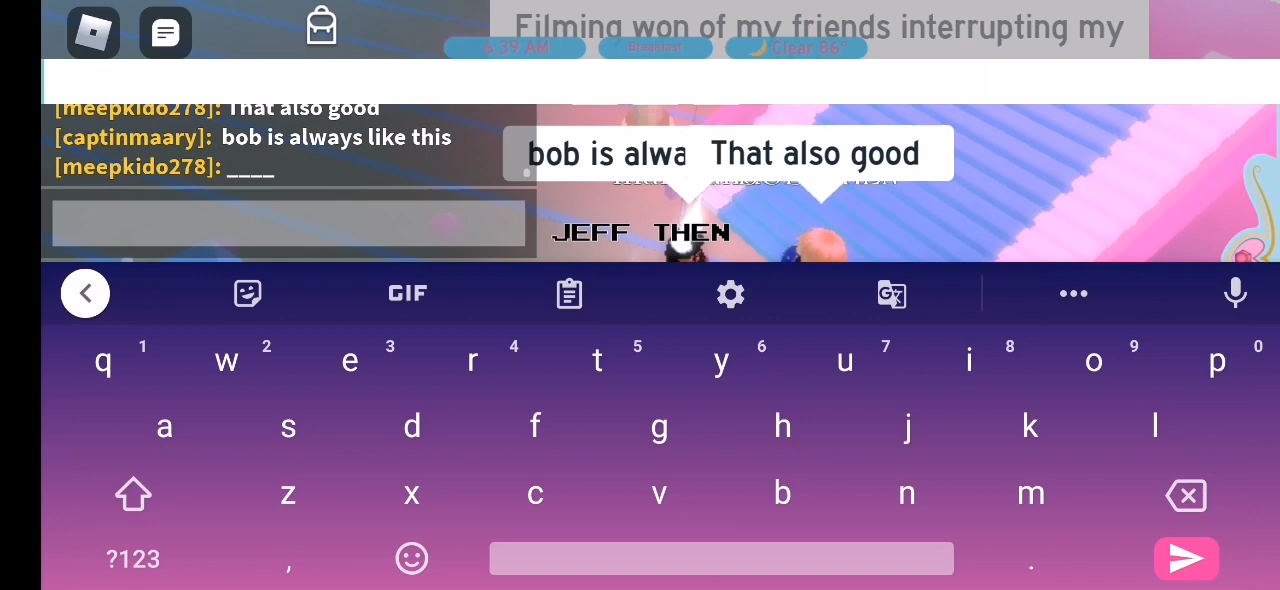 Filming won of my friends interrupting my
6:39 AM
Breakfast
Clear 86°
[meepkido278]: That also good
[captinmaary]: bob is always like this
[meepkido278]: ____
bob is alwa
That also good
JEFF THEN
GIF
q 1 w 2 e 3 r 4 t 5 y 6 u 7 i 8 o 9 p 0
a s d f g h j k l
z x c v b n m
?123 , .